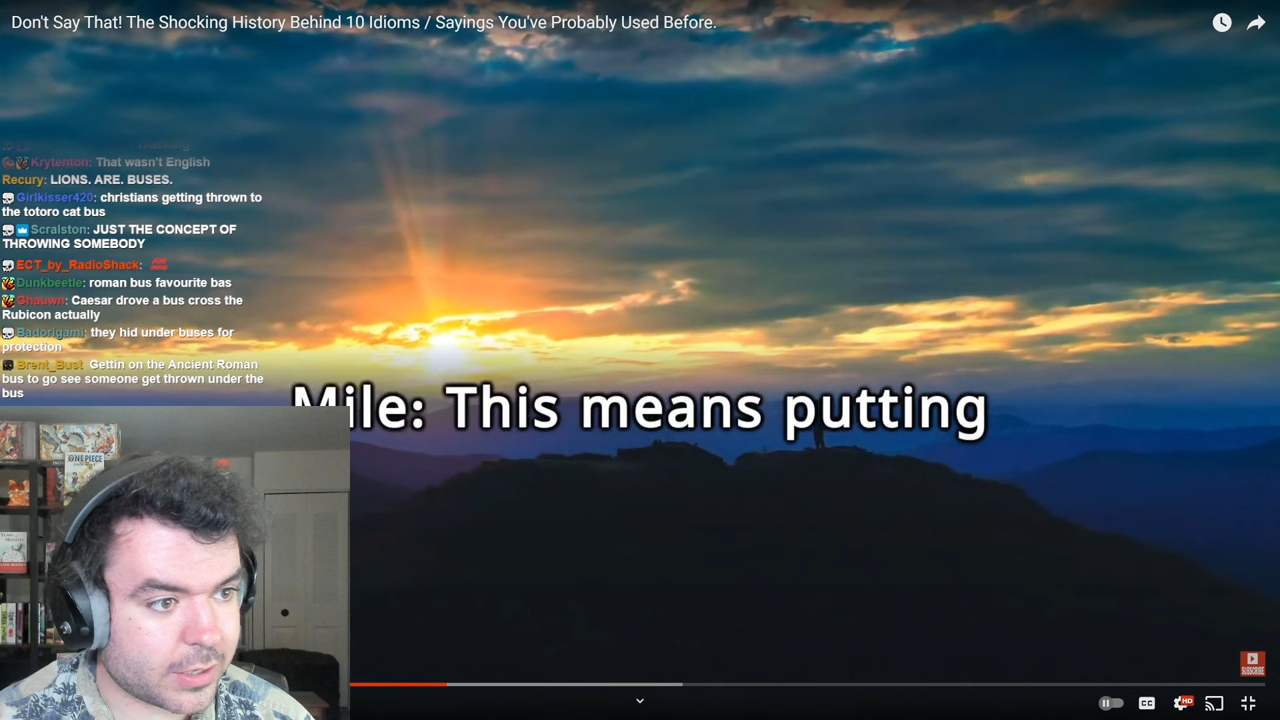 Don't Say That! The Shocking History Behind 10 Idioms / Sayings You've Probably Used Before.
Krytenton: That wasn't English
Recury: LIONS. ARE. BUSES.
Girlkisser420: christians getting thrown to
the totoro cat bus
Scralston: JUST THE CONCEPT OF
THROWING SOMEBODY
ECT_by_RadioShack:
Dunkbeetle: roman bus favourite bas
Ghauwn: Caesar drove a bus cross the
Rubicon actually
Badorigami: they hid under buses for
protection
Brent_Bust Gettin on the Ancient Roman
bus to go see someone get thrown under the
bus
Mile: This means putting
ONE PIECE
SUBSCRIBE
CC
HD